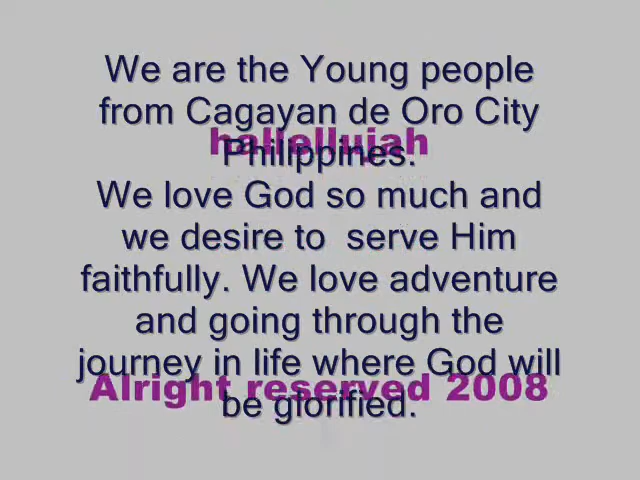 We are the Young people
from Cagayan de Oro City
hallellujah
Philippines.
We love God so much and
we desire to  serve Him
faithfully. We love adventure
and going through the
journey in life where God will
Alright reserved 2008
be glorified.